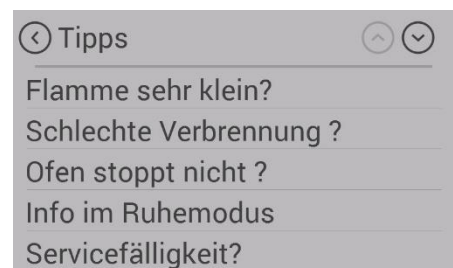 Tipps
Flamme sehr klein?
Schlechte Verbrennung ?
Ofen stoppt nicht ?
Info im Ruhemodus
Servicefälligkeit?